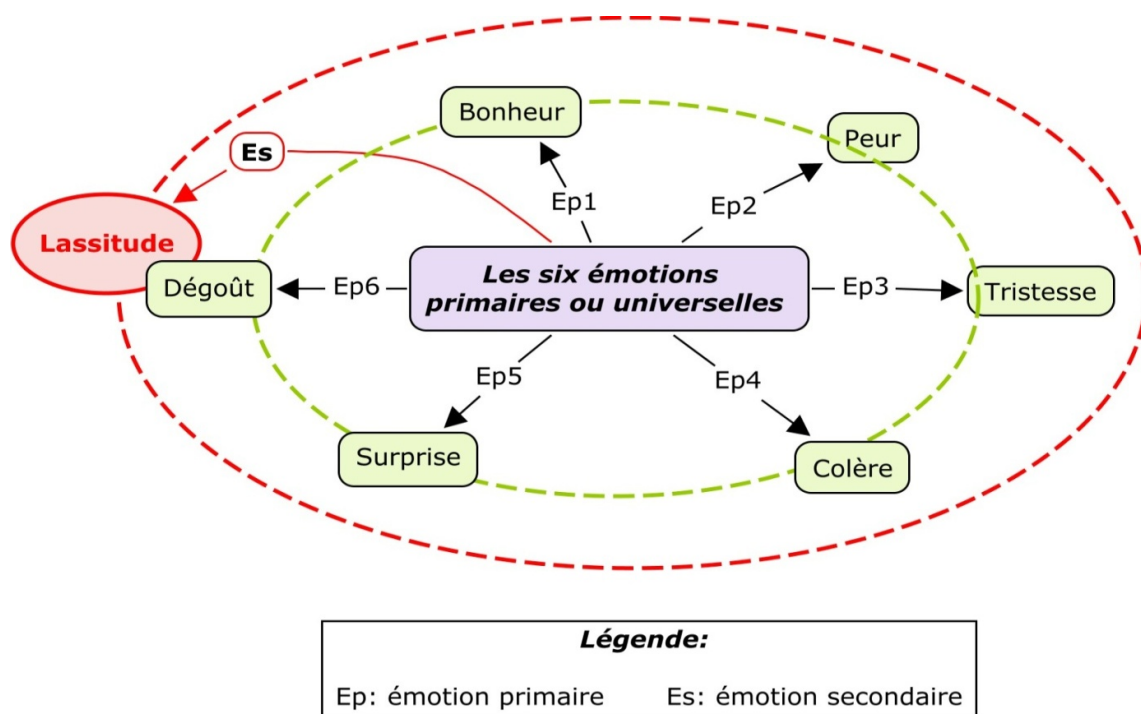 Bonheur
Peur
Es
Ep1
Ep2
Lassitude
Les six émotions
primaires ou universelles
Dégoût
Ep6
Ep3
Tristesse
Ep5
Ep4
Surprise
Colère
Légende:
Ep: émotion primaire Es: émotion secondaire